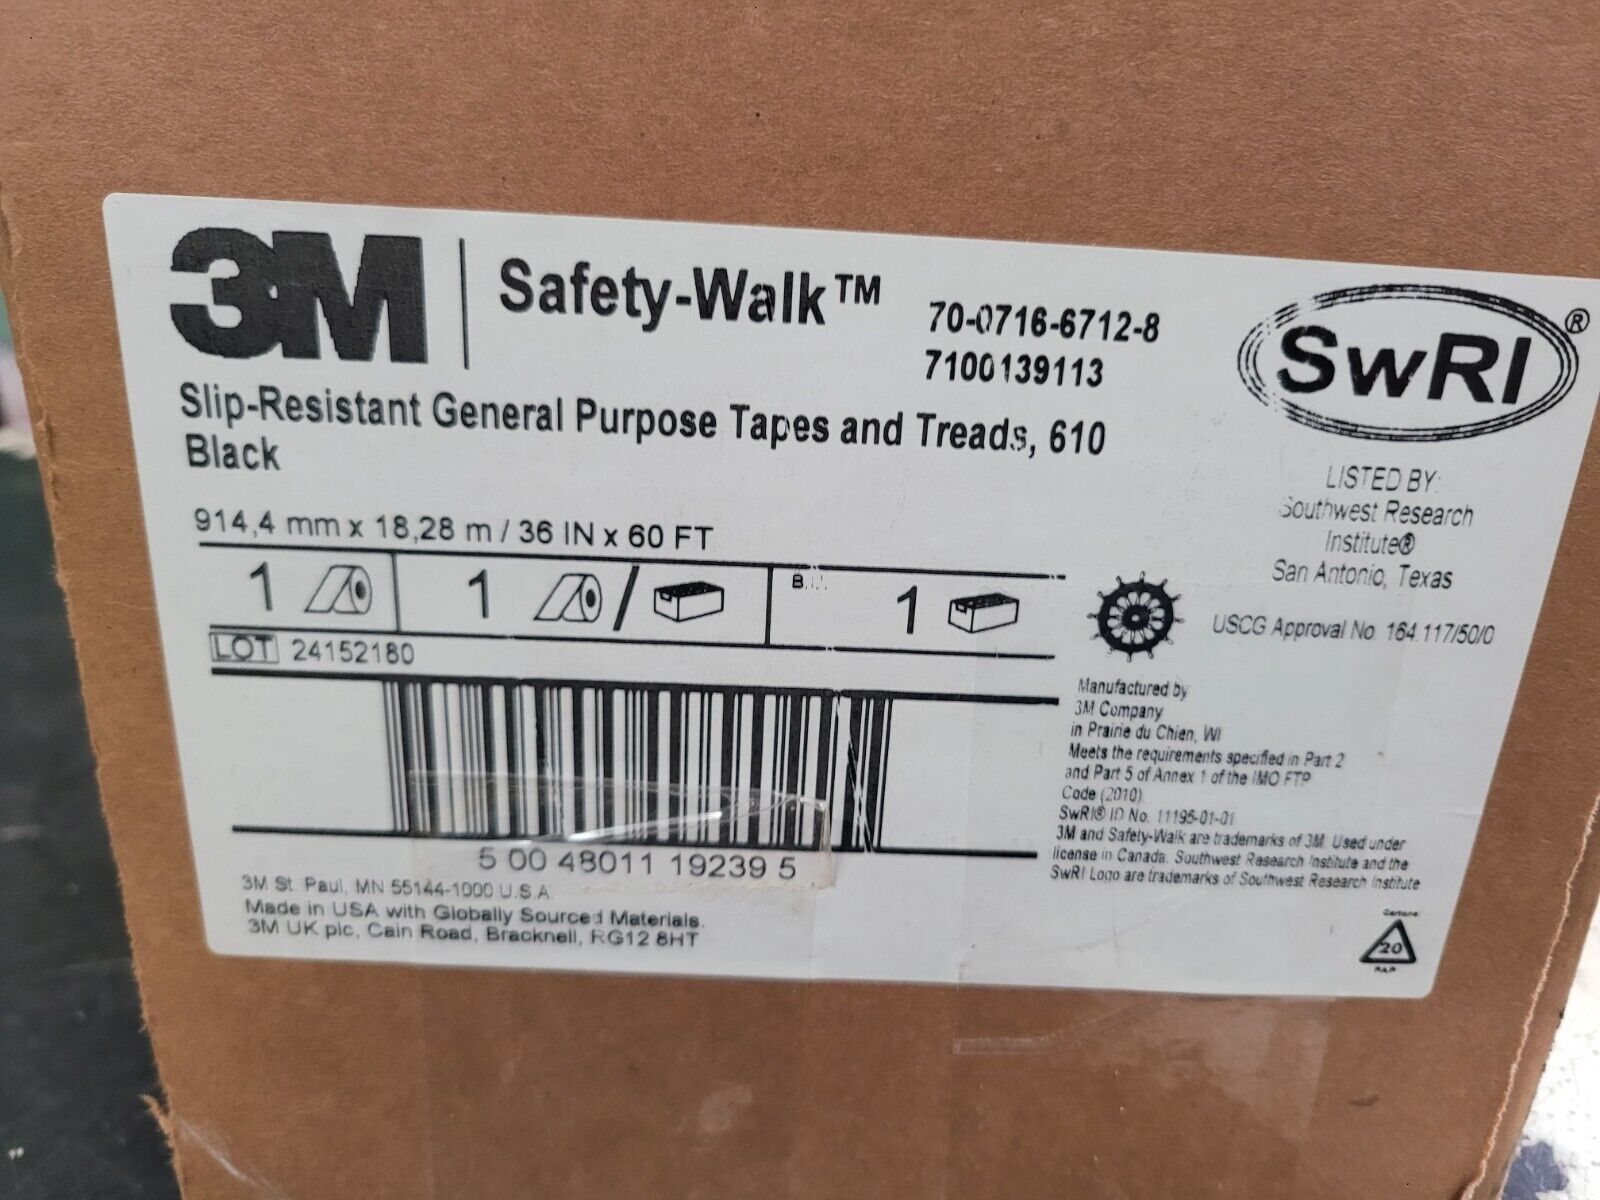 3M
Safety-Walk™
70-0716-6712-8
7100139113
Slip-Resistant General Purpose Tapes and Treads, 610
Black
914,4 mm x 18,28 m / 36 IN x 60 FT
1
1 /
1
LOT 24152180
5 00 48011 19239 5
3M St. Paul, MN 55144-1000 U.S.A.
Made in USA with Globally Sourced Materials.
3M UK plc, Cain Road, Bracknell, RG12 8HT
SwRI®
LISTED BY:
Southwest Research
Institute®
San Antonio, Texas
USCG Approval No. 164.117/50/0
Manufactured by
3M Company
in Prairie du Chien, WI
Meets the requirements specified in Part 2
and Part 5 of Annex 1 of the IMO FTP
Code (2010)
SwRI® ID No. 11195-01-01
3M and Safety-Walk are trademarks of 3M. Used under
license in Canada. Southwest Research Institute and the
SwRI Logo are trademarks of Southwest Research Institute
20
PAP